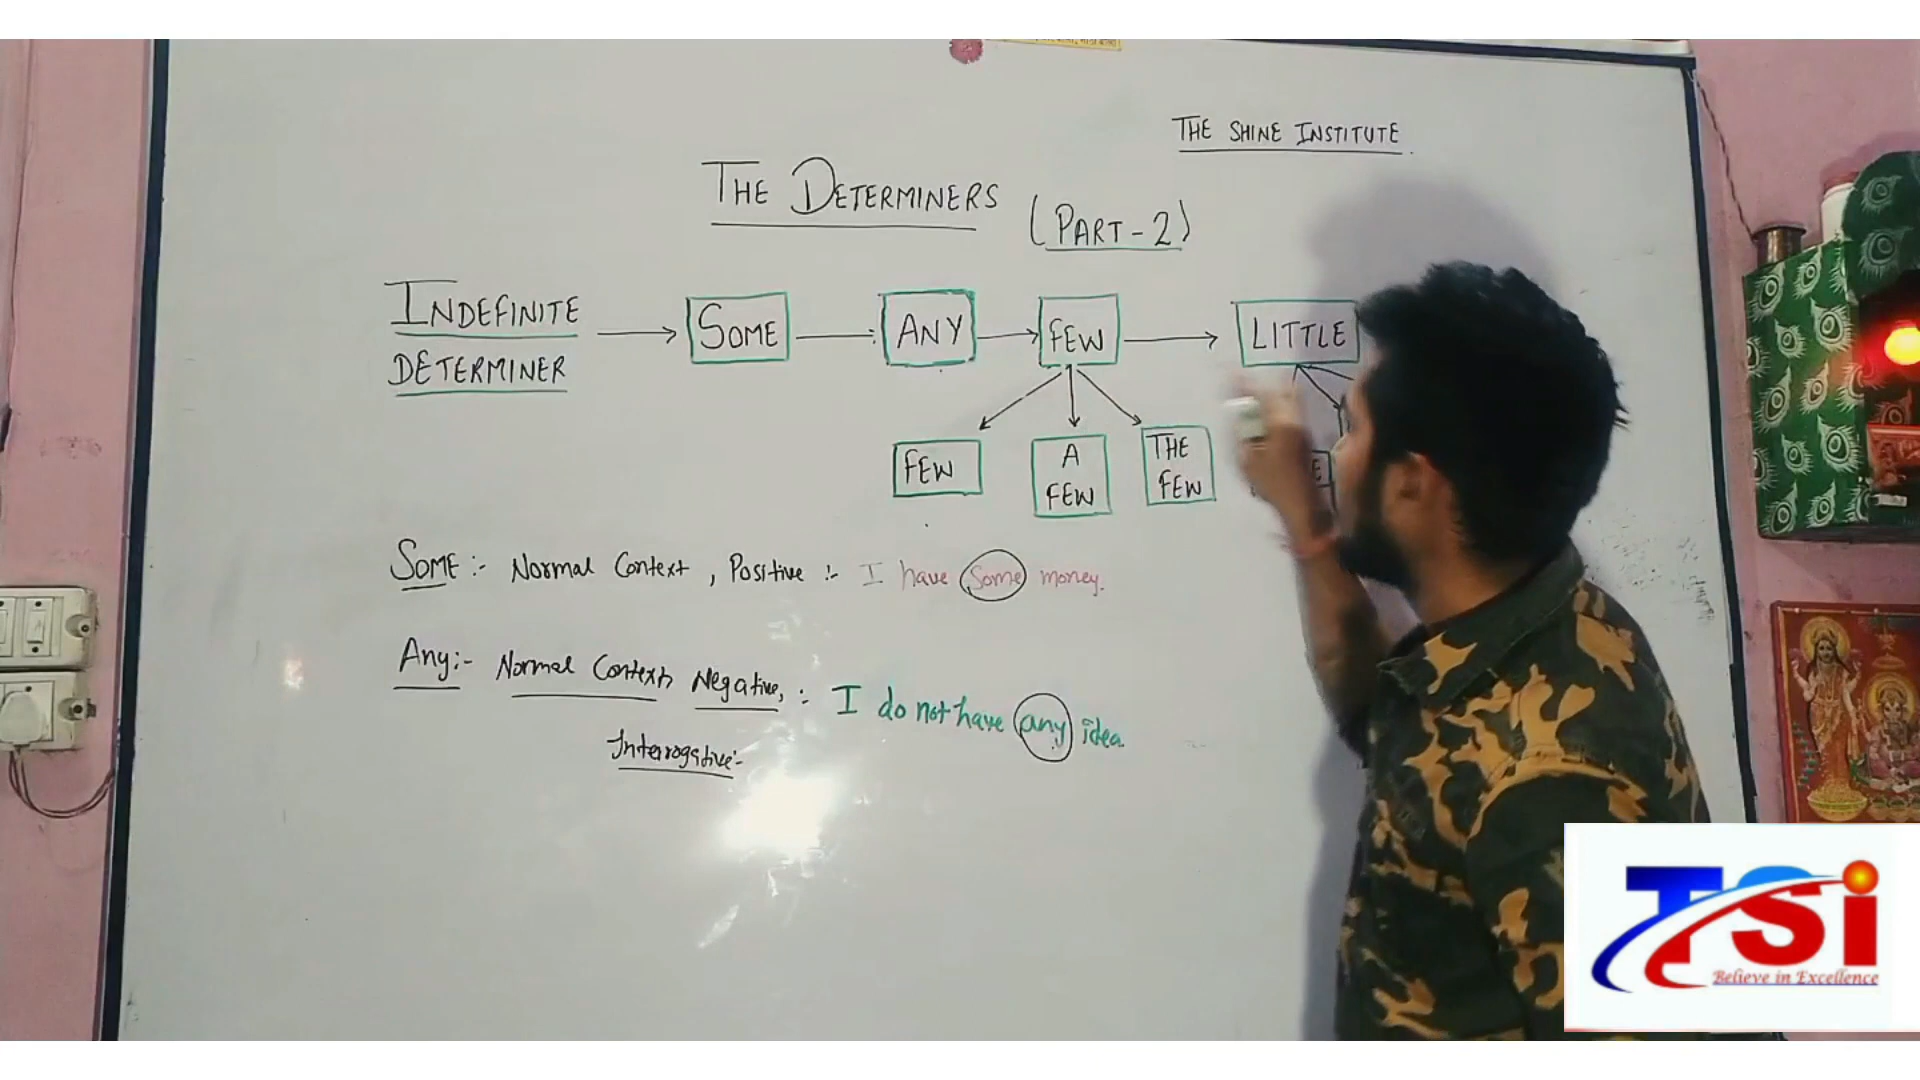 THE SHINE INSTITUTE
THE DETERMINERS (PART-2)
INDEFINITE DETERMINER
SOME
ANY
FEW
LITTLE
FEW
A FEW
THE FEW
SOME :- Normal Context, Positive :- I have Some money.
Any :- Normal Context, Negative, : I do not have any idea
Interrogative:-
TSi
Believe in Excellence